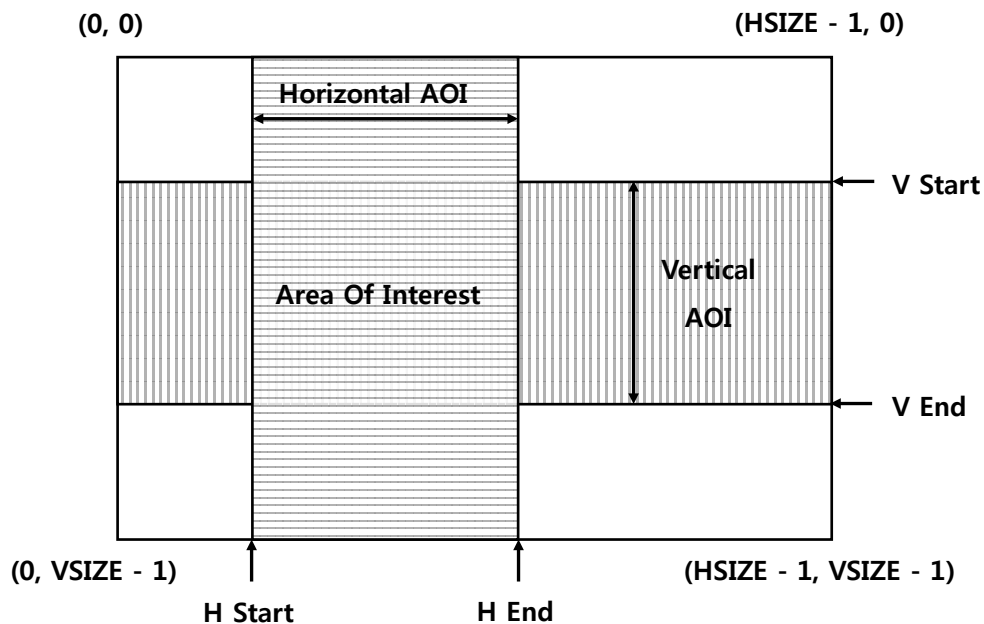 (0, 0)
(HSIZE - 1, 0)
Horizontal AOI
V Start
Area Of Interest
Vertical
AOI
V End
(0, VSIZE - 1)
(HSIZE - 1, VSIZE - 1)
H Start
H End